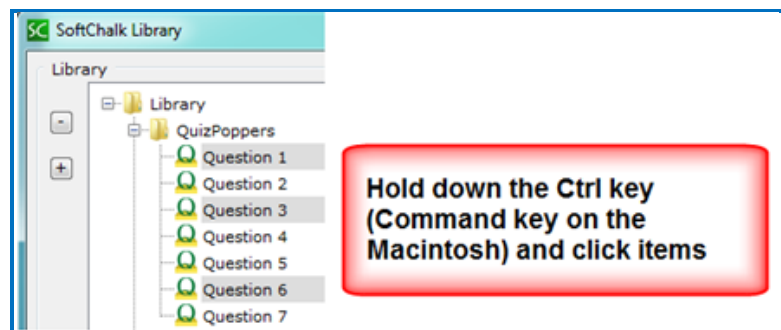 SC SoftChalk Library
Library
- Library
QuizPoppers
+ Question 1
Question 2
Question 3
Question 4
Question 5
Question 6
Question 7
Hold down the Ctrl key
(Command key on the
Macintosh) and click items